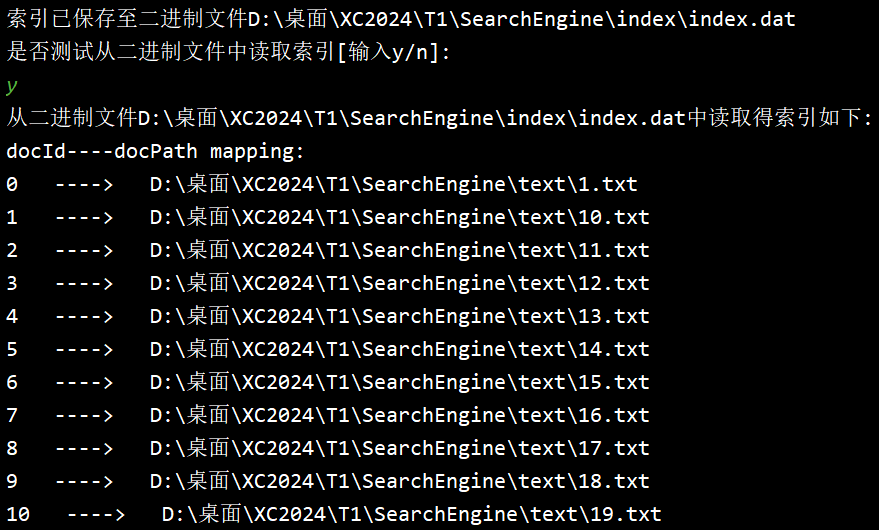 索引已保存至二进制文件D:\桌面\XC2024\T1\SearchEngine\index\index.dat
是否测试从二进制文件中读取索引[输入y/n]:
y
从二进制文件D:\桌面\XC2024\T1\SearchEngine\index\index.dat中读取得索引如下:
docId----docPath mapping:
0   ---->   D:\桌面\XC2024\T1\SearchEngine\text\1.txt
1   ---->   D:\桌面\XC2024\T1\SearchEngine\text\10.txt
2   ---->   D:\桌面\XC2024\T1\SearchEngine\text\11.txt
3   ---->   D:\桌面\XC2024\T1\SearchEngine\text\12.txt
4   ---->   D:\桌面\XC2024\T1\SearchEngine\text\13.txt
5   ---->   D:\桌面\XC2024\T1\SearchEngine\text\14.txt
6   ---->   D:\桌面\XC2024\T1\SearchEngine\text\15.txt
7   ---->   D:\桌面\XC2024\T1\SearchEngine\text\16.txt
8   ---->   D:\桌面\XC2024\T1\SearchEngine\text\17.txt
9   ---->   D:\桌面\XC2024\T1\SearchEngine\text\18.txt
10   ---->   D:\桌面\XC2024\T1\SearchEngine\text\19.txt